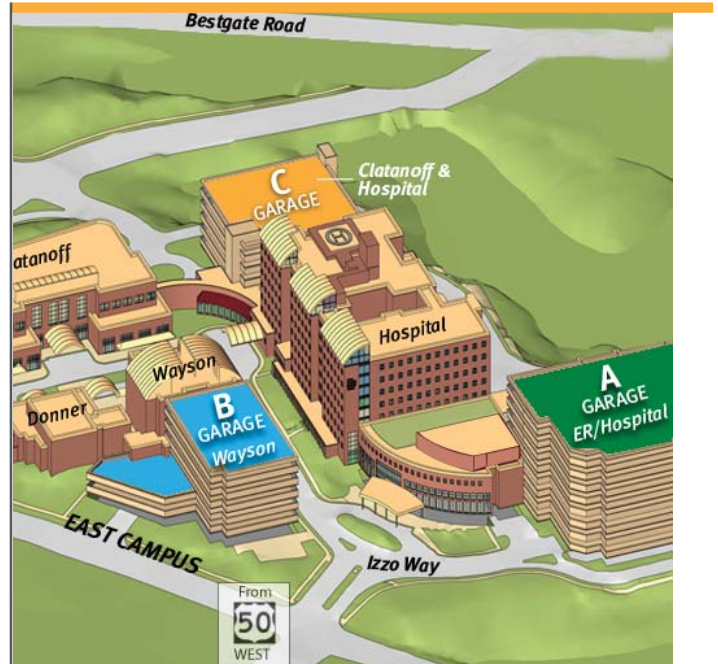 Bestgate Road
C
GARAGE
Clatanoff &
Hospital
H
atanoff
Hospital
Wayson
Donner
B
GARAGE
Wayson
A
GARAGE
ER/Hospital
EAST CAMPUS
Izzo Way
From
50
WEST